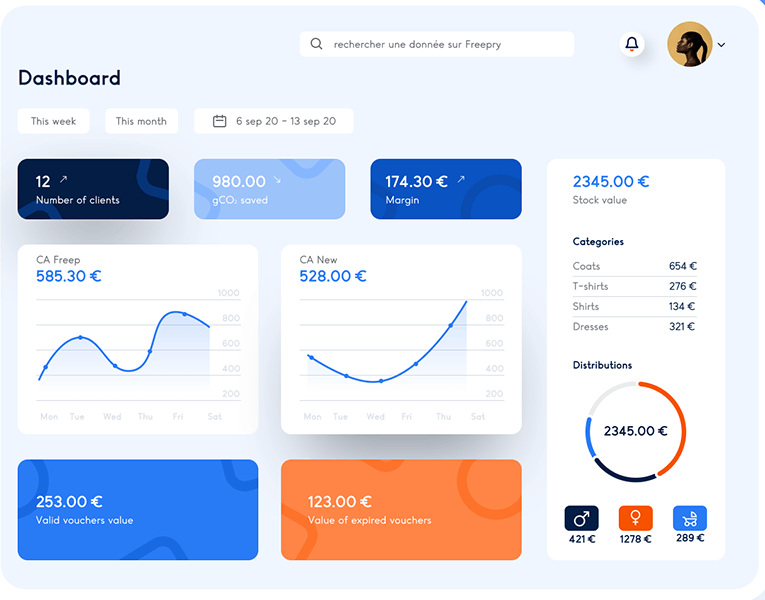 rechercher une donnée sur Freepry
Dashboard
This week
This month
6 sep 20 - 13 sep 20
12
Number of clients
980.00
gCO₂ saved
174.30 €
Margin
2345.00 €
Stock value
Categories
Coats 654 €
T-shirts 276 €
Shirts 134 €
Dresses 321 €
CA Freep
585.30 €
1000
800
600
400
200
Mon Tue Wed Thu Fri Sat
CA New
528.00 €
1000
800
600
400
200
Mon Tue Wed Fri Thu Sat
Distributions
2345.00 €
421 €
1278 €
289 €
253.00 €
Valid vouchers value
123.00 €
Value of expired vouchers